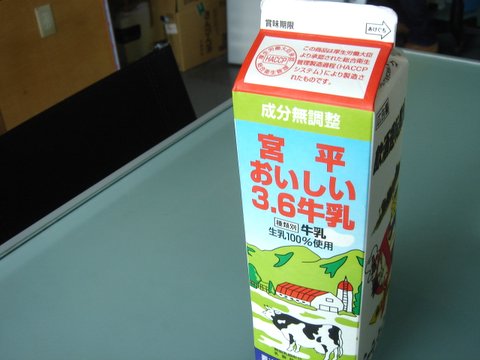 賞味期限
あけぐち
この商品は厚生労働大臣
より承認された総合衛生
管理製造過程(HACCP
システム)により製造さ
れたものです。
HACCP
成分無調整
宮平
おいしい
3.6牛乳
種類別 牛乳
生乳100%使用